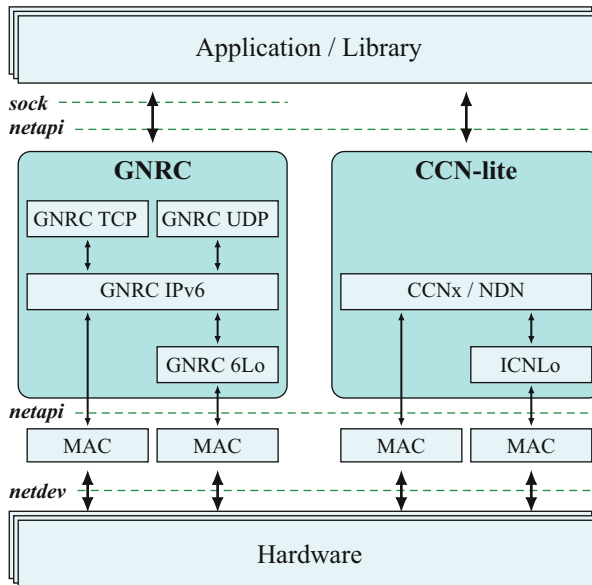 Application / Library
sock
netapi
GNRC
CCN-lite
GNRC TCP
GNRC UDP
GNRC IPv6
CCNx / NDN
GNRC 6Lo
ICNLo
netapi
MAC
MAC
MAC
MAC
netdev
Hardware